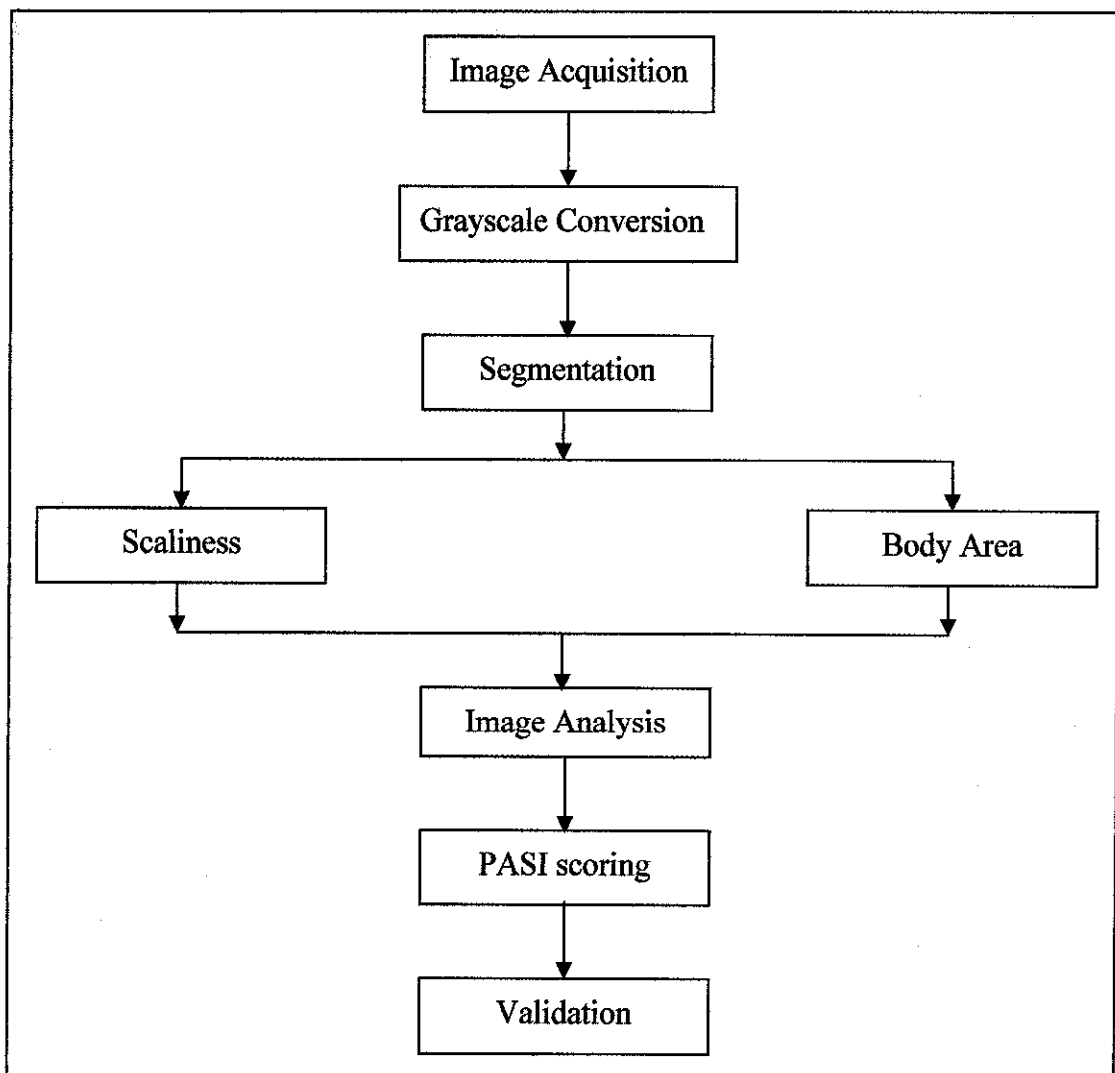 Image Acquisition
Grayscale Conversion
Segmentation
Scaliness
Body Area
Image Analysis
PASI scoring
Validation